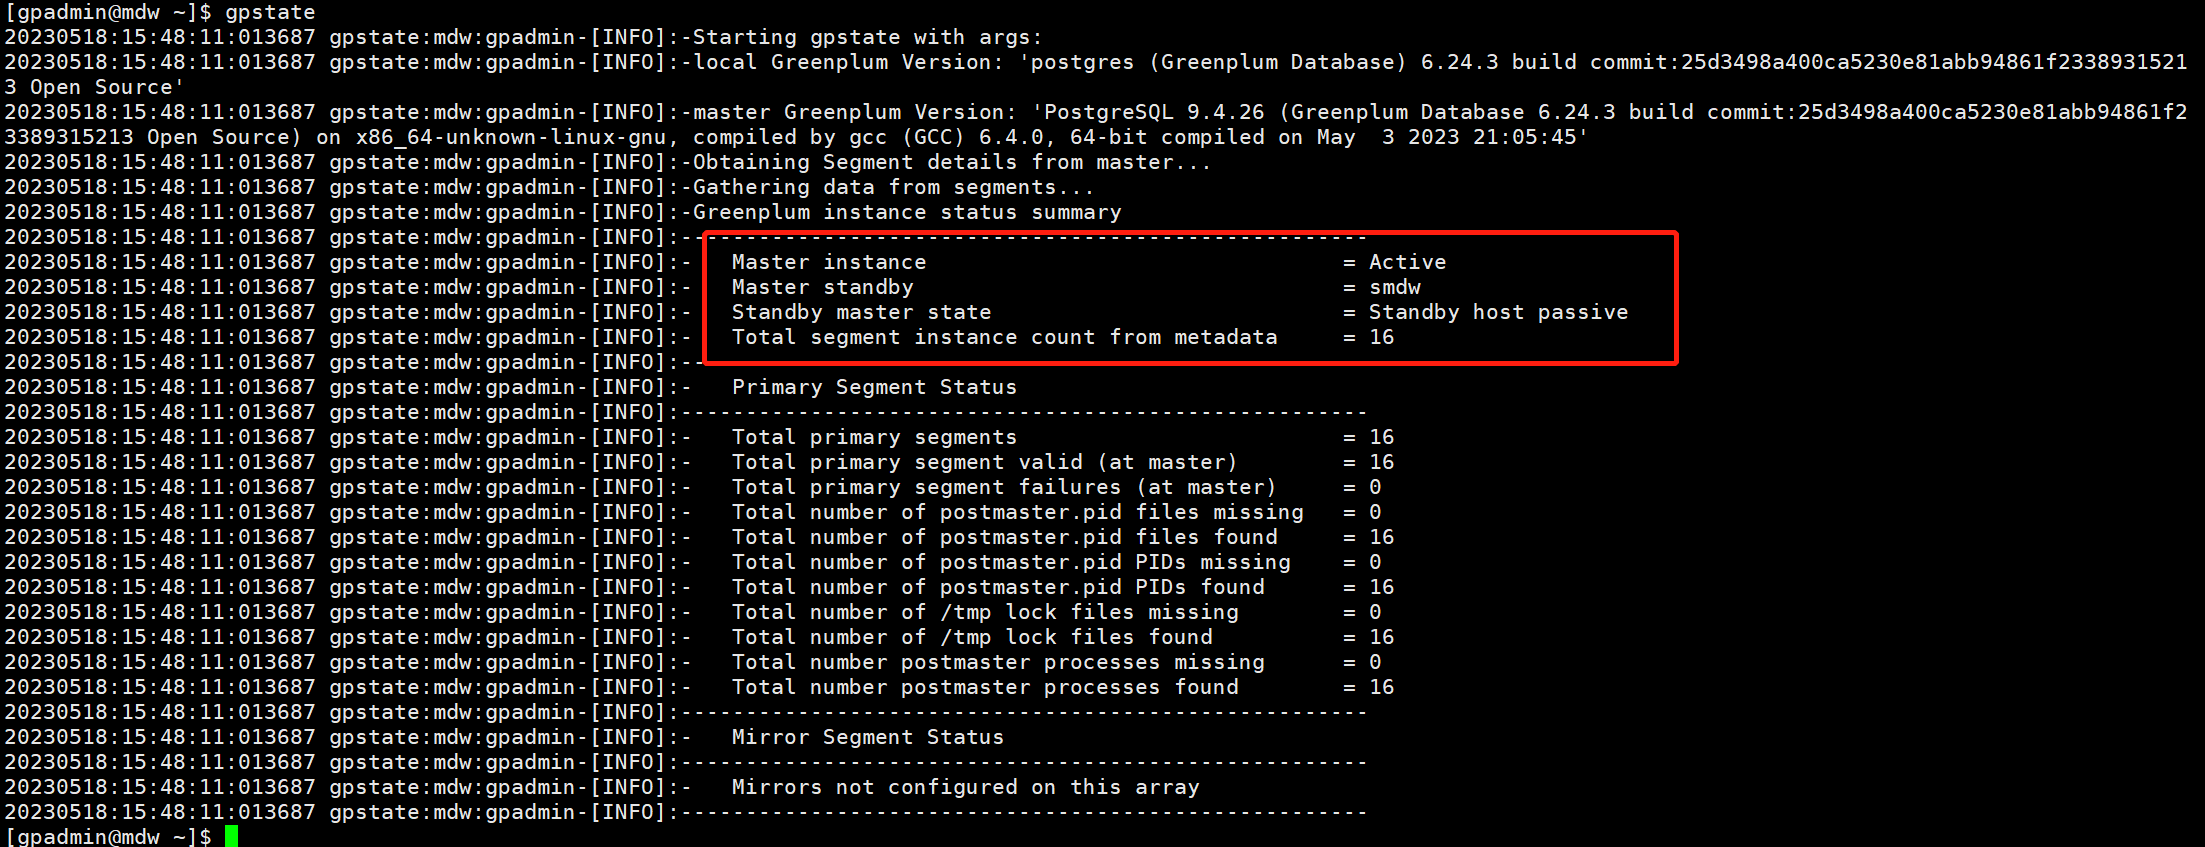 [gpadmin@mdw ~]$ gpstate
20230518:15:48:11:013687 gpstate:mdw:gpadmin-[INFO]:-Starting gpstate with args:
20230518:15:48:11:013687 gpstate:mdw:gpadmin-[INFO]:-local Greenplum Version: 'postgres (Greenplum Database) 6.24.3 build commit:25d3498a400ca5230e81abb94861f2338931521
3 Open Source'
20230518:15:48:11:013687 gpstate:mdw:gpadmin-[INFO]:-master Greenplum Version: 'PostgreSQL 9.4.26 (Greenplum Database 6.24.3 build commit:25d3498a400ca5230e81abb94861f2
3389315213 Open Source) on x86_64-unknown-linux-gnu, compiled by gcc (GCC) 6.4.0, 64-bit compiled on May  3 2023 21:05:45'
20230518:15:48:11:013687 gpstate:mdw:gpadmin-[INFO]:-Obtaining Segment details from master...
20230518:15:48:11:013687 gpstate:mdw:gpadmin-[INFO]:-Gathering data from segments...
20230518:15:48:11:013687 gpstate:mdw:gpadmin-[INFO]:-Greenplum instance status summary
20230518:15:48:11:013687 gpstate:mdw:gpadmin-[INFO]:-----------------------------------------------------
20230518:15:48:11:013687 gpstate:mdw:gpadmin-[INFO]:-   Master instance                                = Active
20230518:15:48:11:013687 gpstate:mdw:gpadmin-[INFO]:-   Master standby                                 = smdw
20230518:15:48:11:013687 gpstate:mdw:gpadmin-[INFO]:-   Standby master state                           = Standby host passive
20230518:15:48:11:013687 gpstate:mdw:gpadmin-[INFO]:-   Total segment instance count from metadata     = 16
20230518:15:48:11:013687 gpstate:mdw:gpadmin-[INFO]:--
20230518:15:48:11:013687 gpstate:mdw:gpadmin-[INFO]:-   Primary Segment Status
20230518:15:48:11:013687 gpstate:mdw:gpadmin-[INFO]:-----------------------------------------------------
20230518:15:48:11:013687 gpstate:mdw:gpadmin-[INFO]:-   Total primary segments                         = 16
20230518:15:48:11:013687 gpstate:mdw:gpadmin-[INFO]:-   Total primary segment valid (at master)        = 16
20230518:15:48:11:013687 gpstate:mdw:gpadmin-[INFO]:-   Total primary segment failures (at master)     = 0
20230518:15:48:11:013687 gpstate:mdw:gpadmin-[INFO]:-   Total number of postmaster.pid files missing   = 0
20230518:15:48:11:013687 gpstate:mdw:gpadmin-[INFO]:-   Total number of postmaster.pid files found     = 16
20230518:15:48:11:013687 gpstate:mdw:gpadmin-[INFO]:-   Total number of postmaster.pid PIDs missing    = 0
20230518:15:48:11:013687 gpstate:mdw:gpadmin-[INFO]:-   Total number of postmaster.pid PIDs found      = 16
20230518:15:48:11:013687 gpstate:mdw:gpadmin-[INFO]:-   Total number of /tmp lock files missing        = 0
20230518:15:48:11:013687 gpstate:mdw:gpadmin-[INFO]:-   Total number of /tmp lock files found          = 16
20230518:15:48:11:013687 gpstate:mdw:gpadmin-[INFO]:-   Total number postmaster processes missing      = 0
20230518:15:48:11:013687 gpstate:mdw:gpadmin-[INFO]:-   Total number postmaster processes found        = 16
20230518:15:48:11:013687 gpstate:mdw:gpadmin-[INFO]:-----------------------------------------------------
20230518:15:48:11:013687 gpstate:mdw:gpadmin-[INFO]:-   Mirror Segment Status
20230518:15:48:11:013687 gpstate:mdw:gpadmin-[INFO]:-----------------------------------------------------
20230518:15:48:11:013687 gpstate:mdw:gpadmin-[INFO]:-   Mirrors not configured on this array
20230518:15:48:11:013687 gpstate:mdw:gpadmin-[INFO]:-----------------------------------------------------
[gpadmin@mdw ~]$